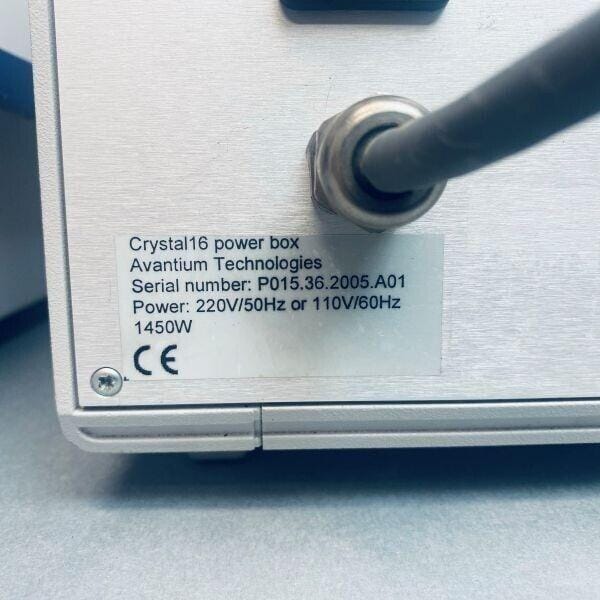 Crystal16 power box
Avantium Technologies
Serial number: P015.36.2005.A01
Power: 220V/50Hz or 110V/60Hz
1450W
CE